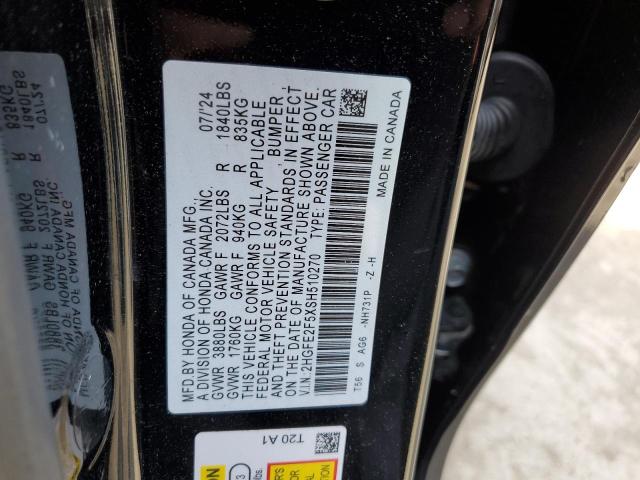 MFD.BY HONDA OF CANADA MFG., 07/'24
A DIVISION OF HONDA CANADA INC.
GVWR 3880LBS GAWR F 2072LBS R 1840LBS
GVWR 1760KG GAWR F 940KG R 835KG
THIS VEHICLE CONFORMS TO ALL APPLICABLE
FEDERAL MOTOR VEHICLE SAFETY, BUMPER,
AND THEFT PREVENTION STANDARDS IN EFFECT
ON THE DATE OF MANUFACTURE SHOWN ABOVE.
V.I.N.:2HGFE2F5XSH510270 TYPE: PASSENGER CAR
T56 S AG6 -NH731P -Z -H
MADE IN CANADA
T20 A1